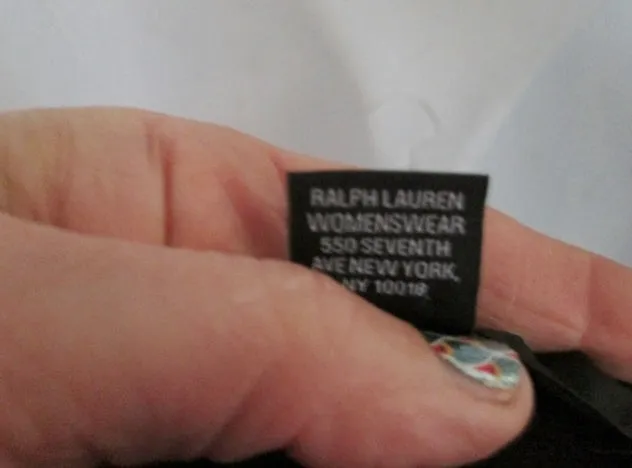 RALPH LAUREN
WOMENSWEAR
550 SEVENTH
AVE NEW YORK,
NY 10018